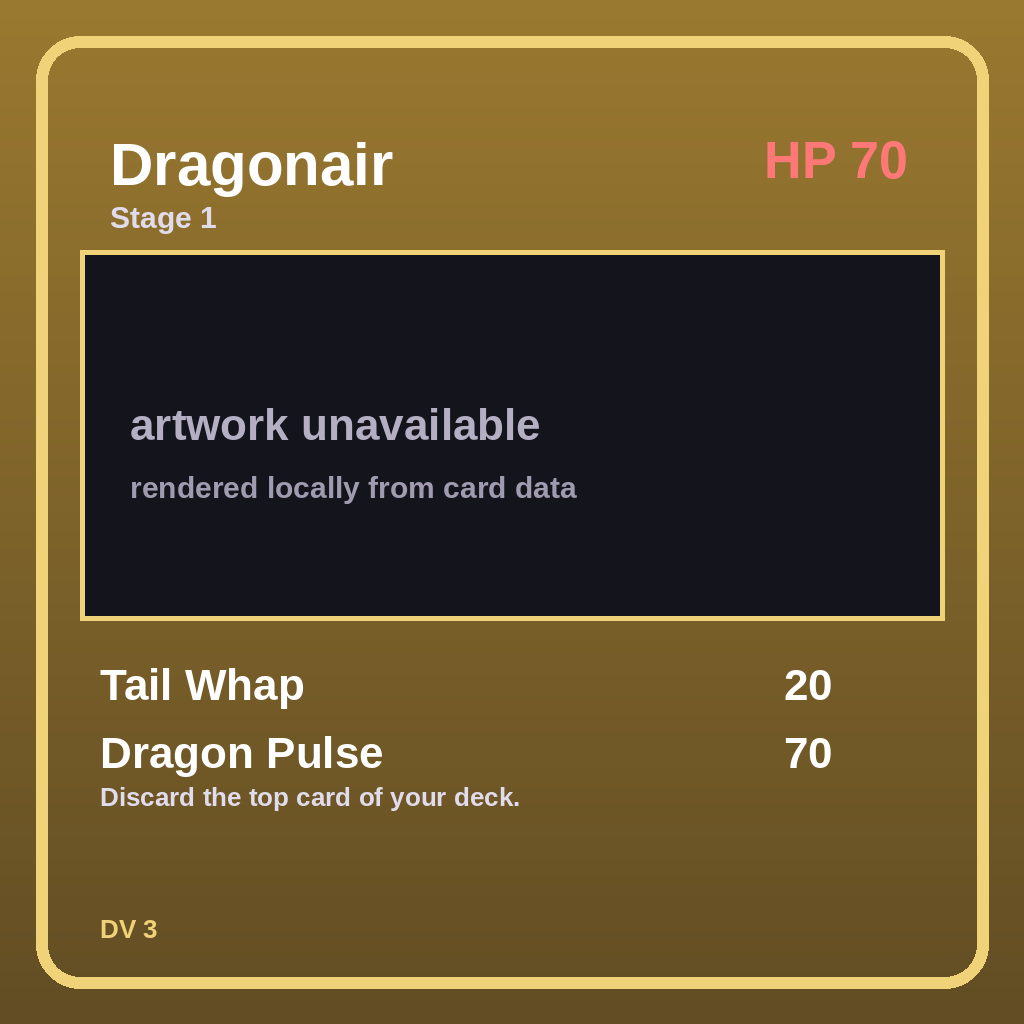 Dragonair
HP 70
Stage 1
artwork unavailable
rendered locally from card data
Tail Whap 20
Dragon Pulse 70
Discard the top card of your deck.
DV 3